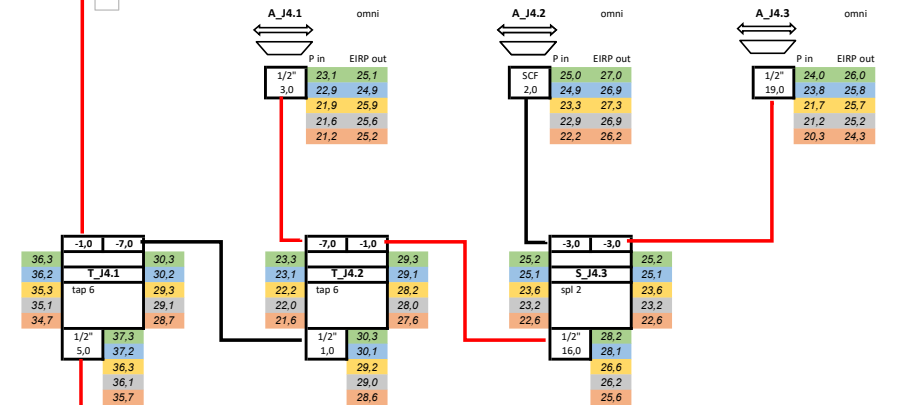 A_J4.1 omni A_J4.2 omni A_J4.3 omni
P in EIRP out P in EIRP out P in EIRP out
1/2" 23,1 25,1 SCF 25,0 27,0 1/2" 24,0 26,0
3,0 22,9 24,9 2,0 24,9 26,9 19,0 23,8 25,8
21,9 25,9 23,3 27,3 21,7 25,7
21,6 25,6 22,9 26,9 21,2 25,2
21,2 25,2 22,2 26,2 20,3 24,3
-1,0 -7,0 -7,0 -1,0 -3,0 -3,0
36,3 30,3 23,3 29,3 25,2 25,2
36,2 T_J4.1 30,2 23,1 T_J4.2 29,1 25,1 S_J4.3 25,1
35,3 tap 6 29,3 22,2 tap 6 28,2 23,6 spl 2 23,6
35,1 29,1 22,0 28,0 23,2 23,2
34,7 28,7 21,6 27,6 22,6 22,6
1/2" 37,3 1/2" 30,3 1/2" 28,2
5,0 37,2 1,0 30,1 16,0 28,1
36,3 29,2 26,6
36,1 29,0 26,2
35,7 28,6 25,6